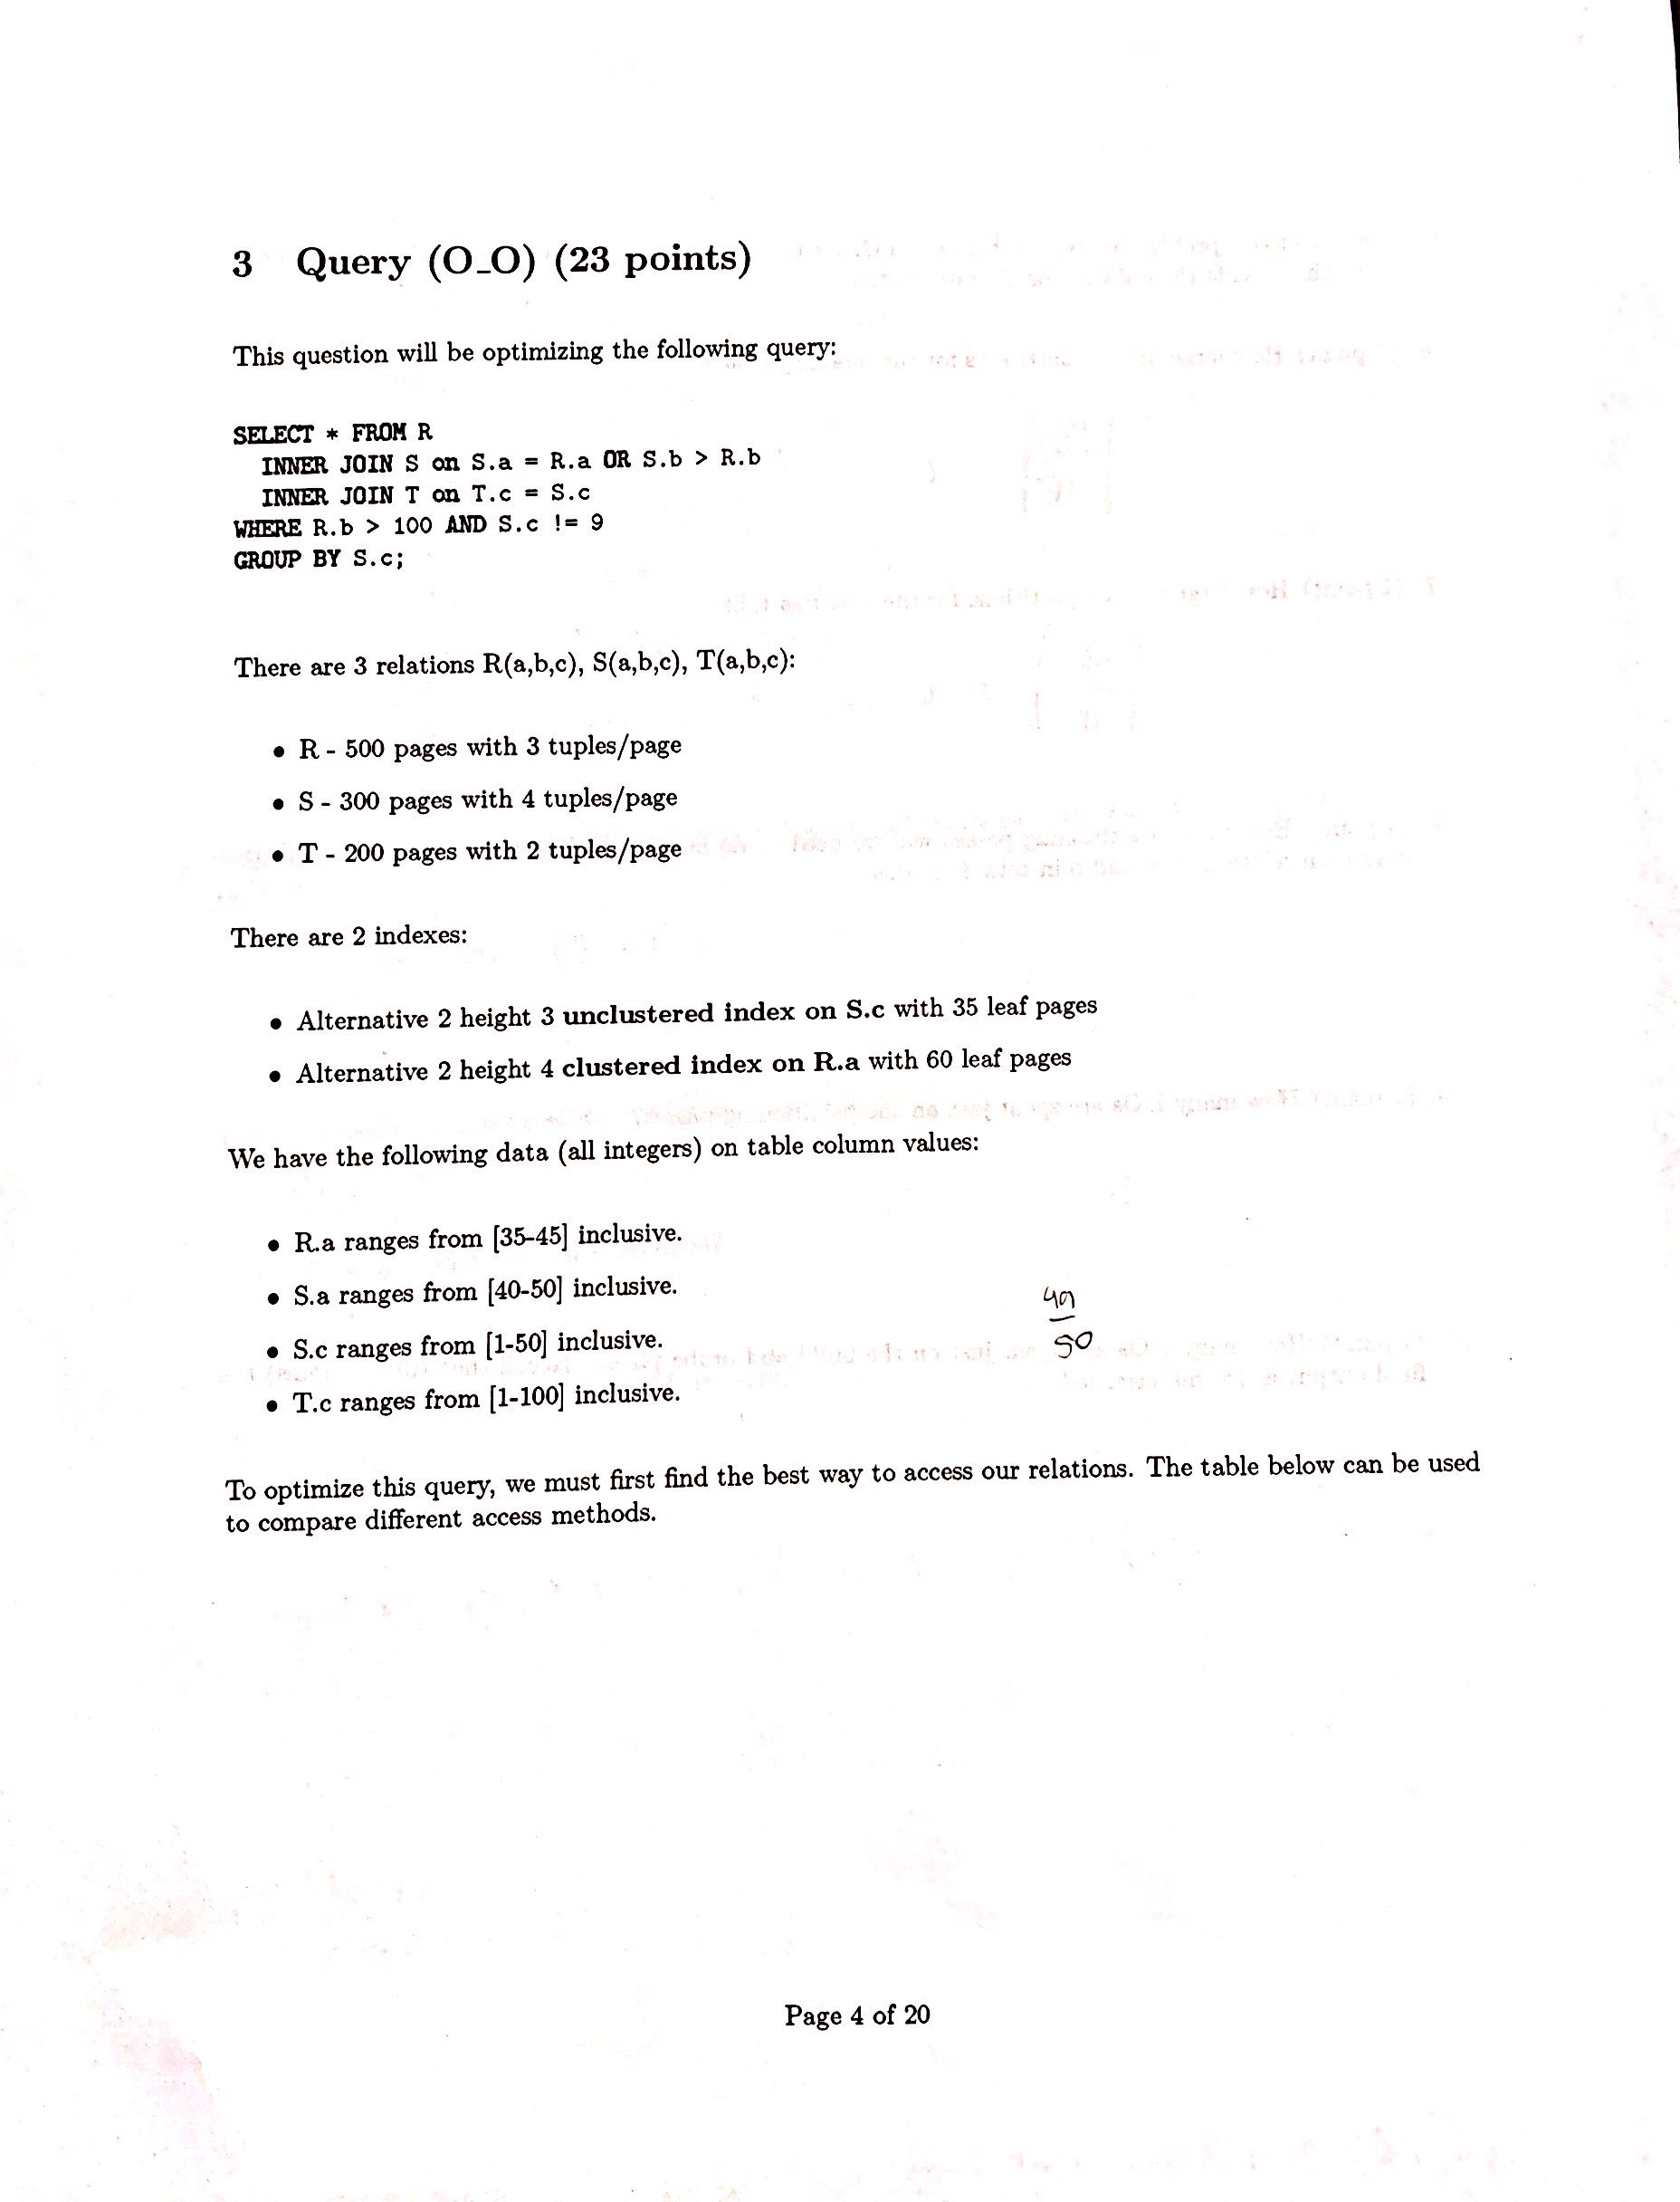 3 Query (O_O) (23 points)
This question will be optimizing the following query:
SELECT * FROM R
INNER JOIN S on S.a = R.a OR S.b > R.b
INNER JOIN T on T.c = S.c
WHERE R.b > 100 AND S.c != 9
GROUP BY S.c;
There are 3 relations R(a,b,c), S(a,b,c), T(a,b,c):
• R - 500 pages with 3 tuples/page
• S - 300 pages with 4 tuples/page
• T - 200 pages with 2 tuples/page
There are 2 indexes:
• Alternative 2 height 3 unclustered index on S.c with 35 leaf pages
• Alternative 2 height 4 clustered index on R.a with 60 leaf pages
We have the following data (all integers) on table column values:
• R.a ranges from [35-45] inclusive.
• S.a ranges from [40-50] inclusive.
49
• S.c ranges from [1-50] inclusive.
50
• T.c ranges from [1-100] inclusive.
To optimize this query, we must first find the best way to access our relations. The table below can be used
to compare different access methods.
Page 4 of 20